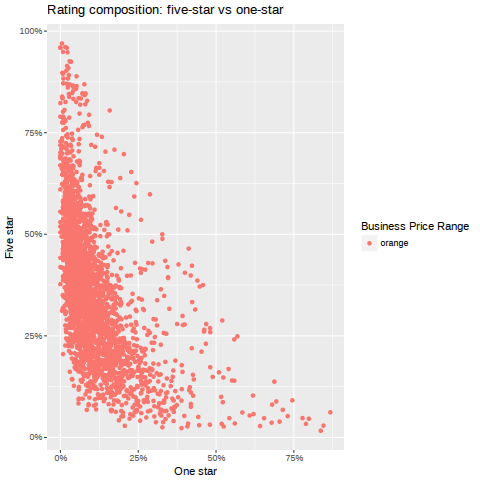 Rating composition: five-star vs one-star
100%
75%
50%
25%
0%
Five star
0%
25%
50%
75%
One star
Business Price Range
orange